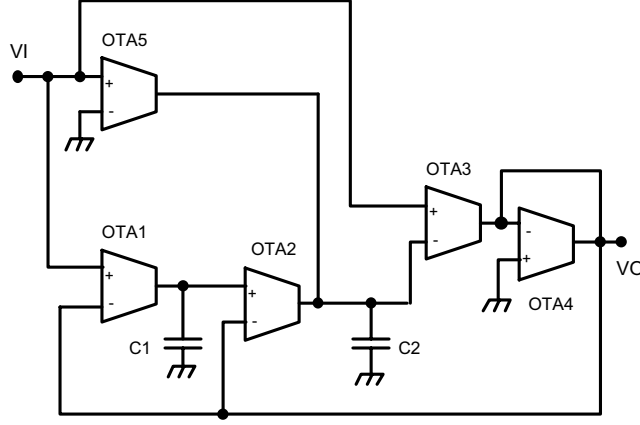 VI
OTA5
+
-
OTA3
+
-
OTA1
+
-
OTA2
+
-
-
+
VO
OTA4
C1
C2